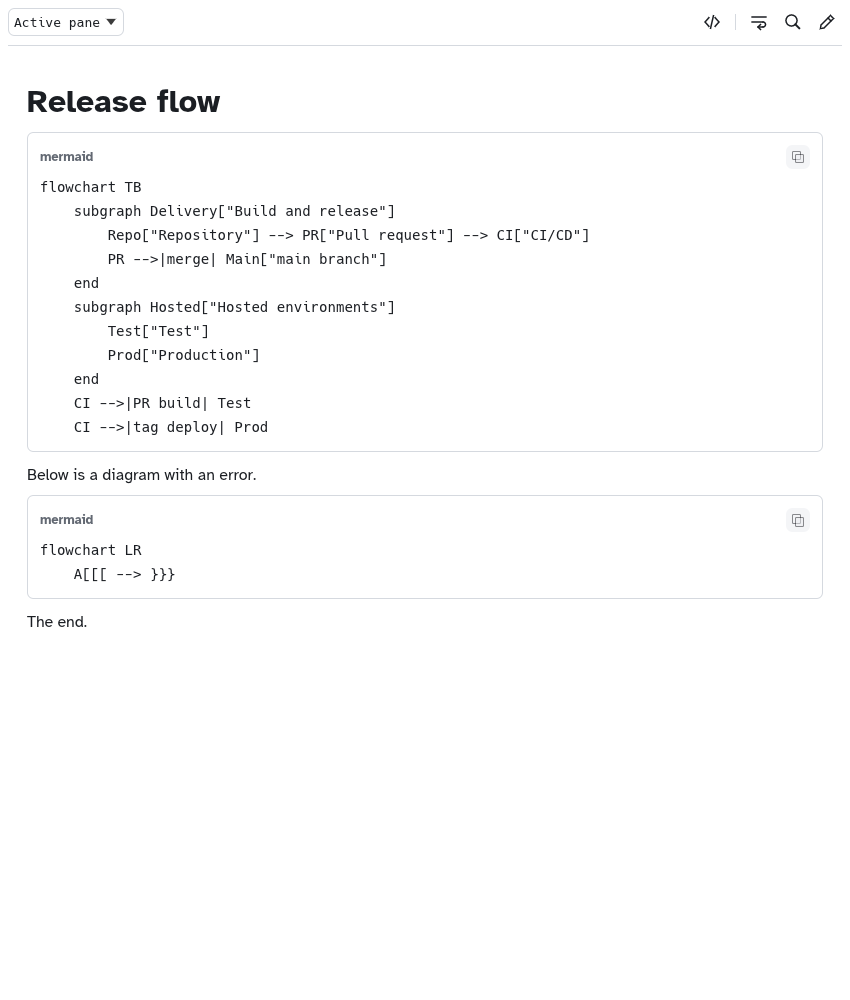 Active pane
Release flow
mermaid
flowchart TB
    subgraph Delivery["Build and release"]
        Repo["Repository"] --> PR["Pull request"] --> CI["CI/CD"]
        PR -->|merge| Main["main branch"]
    end
    subgraph Hosted["Hosted environments"]
        Test["Test"]
        Prod["Production"]
    end
    CI -->|PR build| Test
    CI -->|tag deploy| Prod
Below is a diagram with an error.
mermaid
flowchart LR
    A[[[ --> }}}
The end.